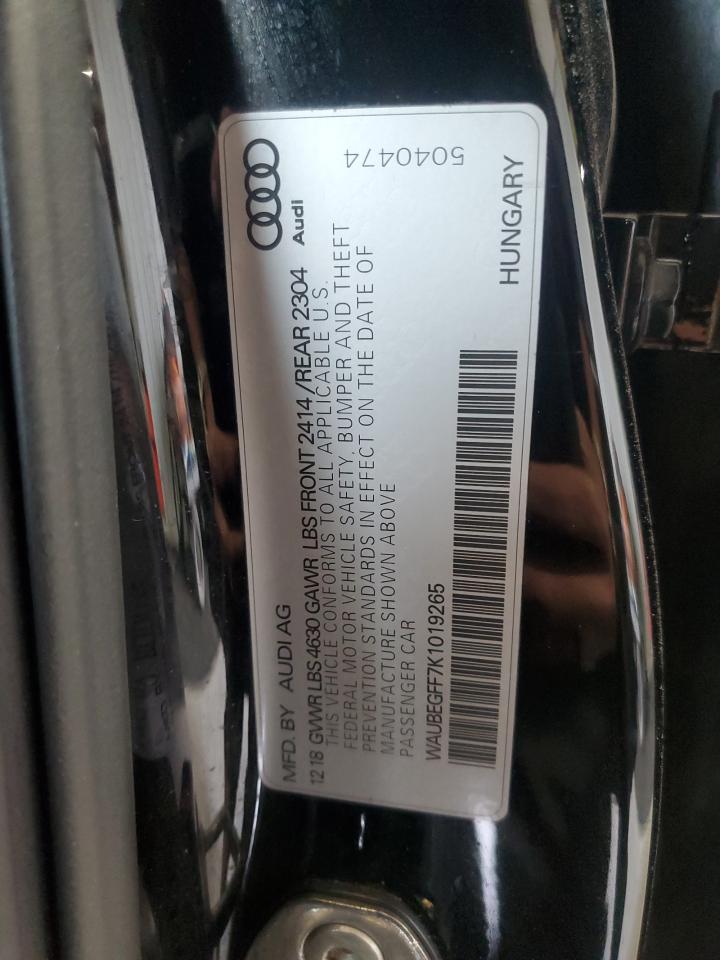 MFD. BY AUDI AG
12 18 GVWR LBS 4630 GAWR LBS FRONT 2414 /REAR 2304
Audi
THIS VEHICLE CONFORMS TO ALL APPLICABLE U.S.
FEDERAL MOTOR VEHICLE SAFETY, BUMPER AND THEFT
PREVENTION STANDARDS IN EFFECT ON THE DATE OF
MANUFACTURE SHOWN ABOVE
PASSENGER CAR
5040474
WAUBEGFF7K1019265
HUNGARY